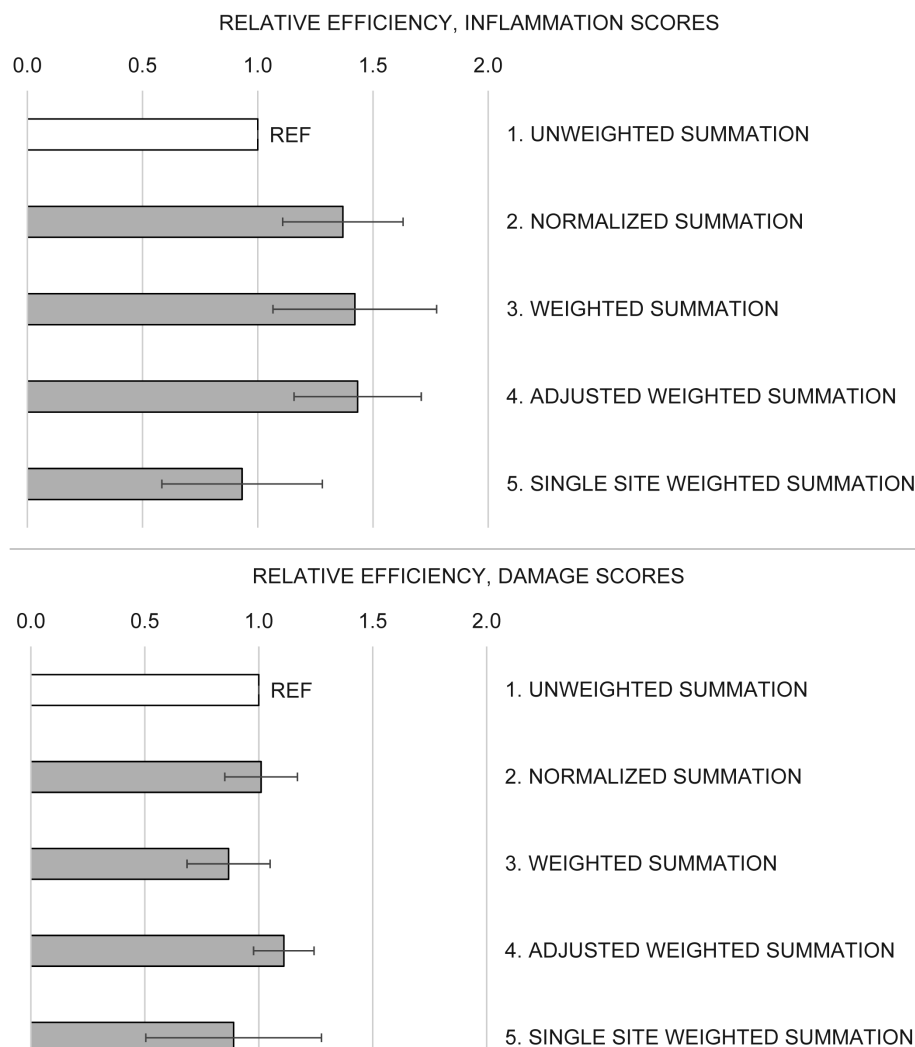 RELATIVE EFFICIENCY, INFLAMMATION SCORES
0.0 0.5 1.0 1.5 2.0
REF 1. UNWEIGHTED SUMMATION
2. NORMALIZED SUMMATION
3. WEIGHTED SUMMATION
4. ADJUSTED WEIGHTED SUMMATION
5. SINGLE SITE WEIGHTED SUMMATION
RELATIVE EFFICIENCY, DAMAGE SCORES
0.0 0.5 1.0 1.5 2.0
REF 1. UNWEIGHTED SUMMATION
2. NORMALIZED SUMMATION
3. WEIGHTED SUMMATION
4. ADJUSTED WEIGHTED SUMMATION
5. SINGLE SITE WEIGHTED SUMMATION